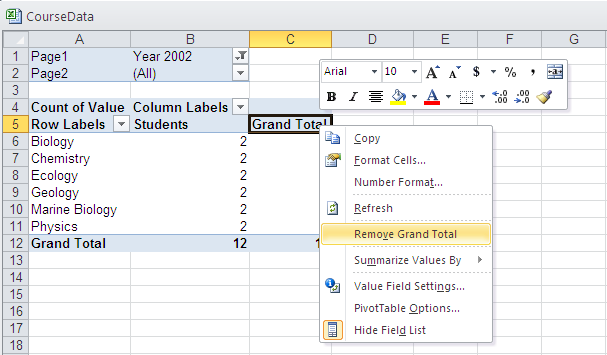 CourseData
A B C D E F G
1 Page1 Year 2002
2 Page2 (All)
Arial 10 $ % ,
3
B I A .00 .0
4 Count of Value Column Labels
5 Row Labels Students Grand Total
6 Biology 2
7 Chemistry 2
8 Ecology 2
9 Geology 2
10 Marine Biology 2
11 Physics 2
12 Grand Total 12 1
13
14
15
16
17
18
Copy
Format Cells...
Number Format...
Refresh
Remove Grand Total
Summarize Values By
Value Field Settings...
PivotTable Options...
Hide Field List